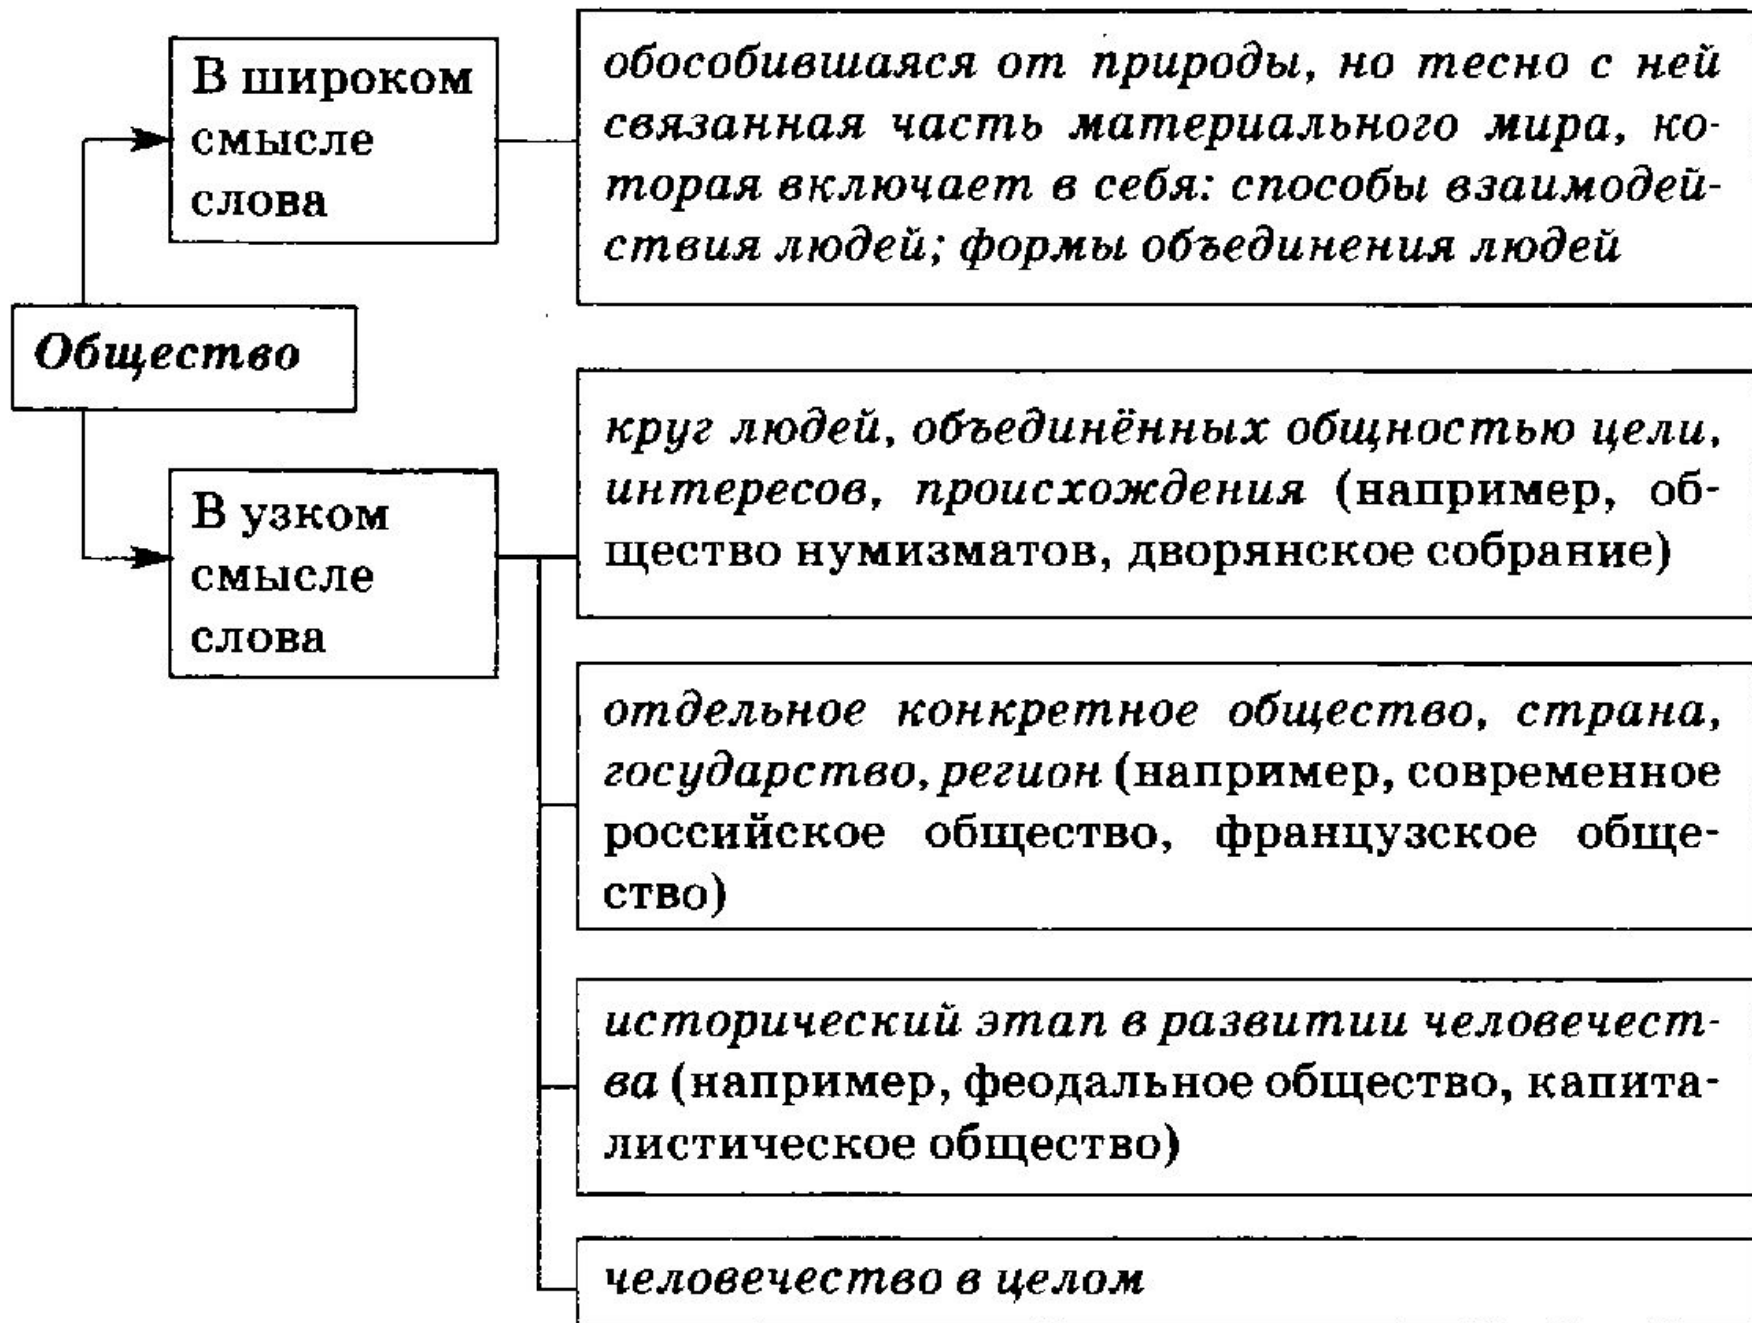 В широком
смысле
слова
обособившаяся от природы, но тесно с ней
связанная часть материального мира, ко-
торая включает в себя: способы взаимодей-
ствия людей; формы объединения людей
Общество
В узком
смысле
слова
круг людей, объединённых общностью цели,
интересов, происхождения (например, об-
щество нумизматов, дворянское собрание)
отдельное конкретное общество, страна,
государство, регион (например, современное
российское общество, французское обще-
ство)
исторический этап в развитии человечест-
ва (например, феодальное общество, капита-
листическое общество)
человечество в целом